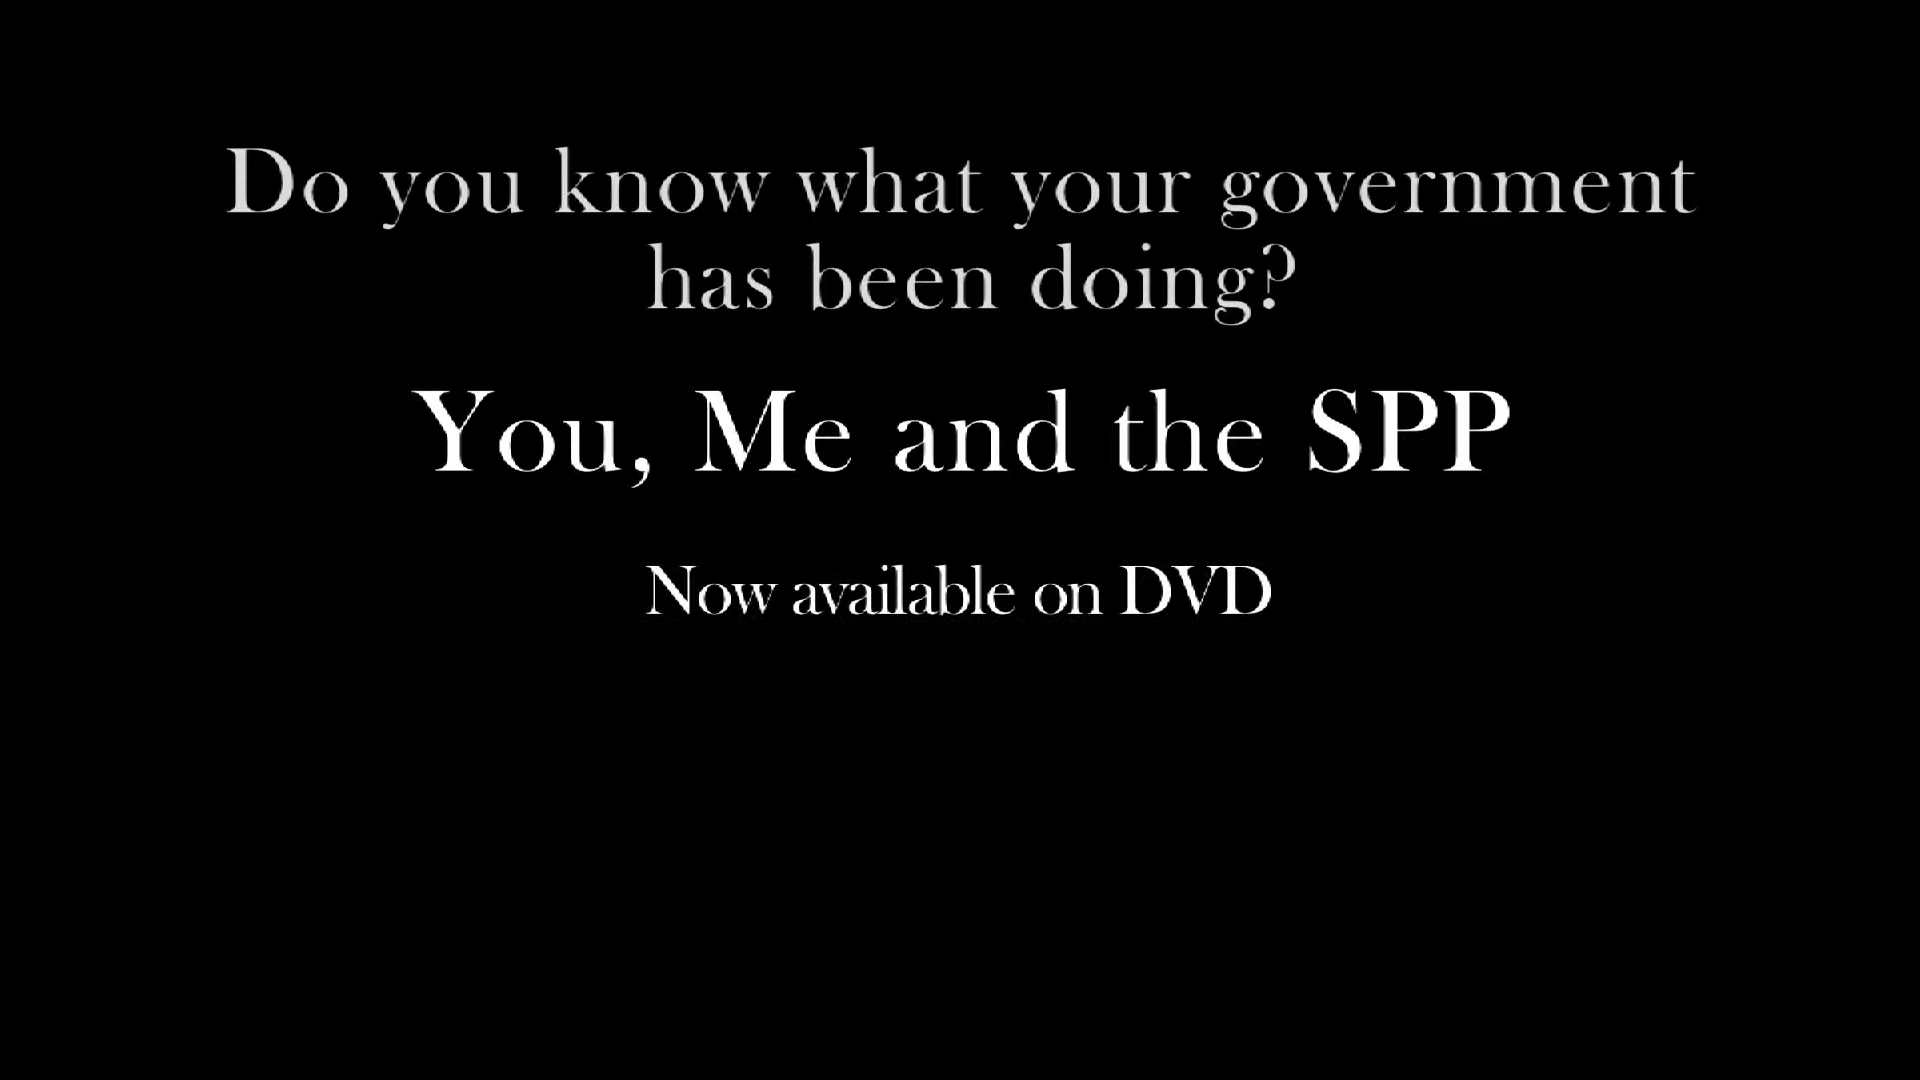 Do you know what your government
has been doing?
You, Me and the SPP
Now available on DVD